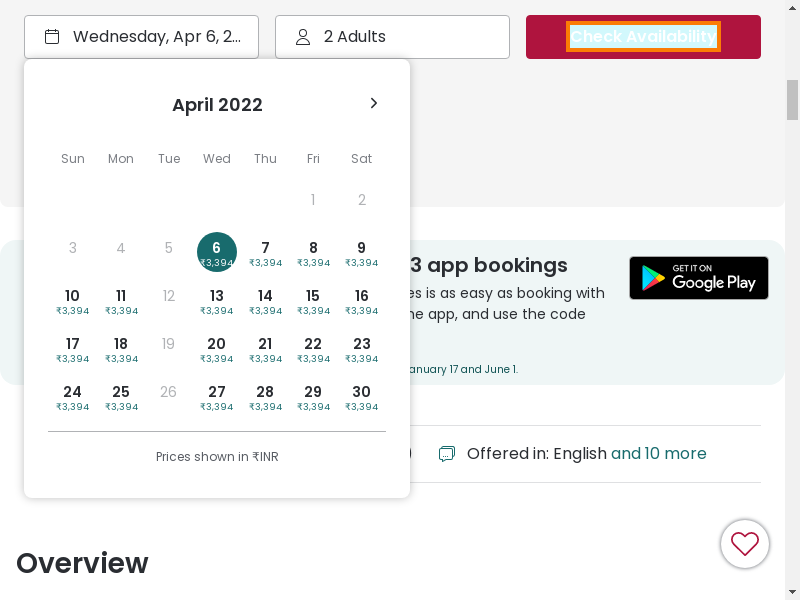 Wednesday, Apr 6, 2...
2 Adults
Check Availability
April 2022
Sun Mon Tue Wed Thu Fri Sat
1 2
3 4 5 6 7 8 9
₹3,394 ₹3,394 ₹3,394 ₹3,394
10 11 12 13 14 15 16
₹3,394 ₹3,394 ₹3,394 ₹3,394 ₹3,394 ₹3,394
17 18 19 20 21 22 23
₹3,394 ₹3,394 ₹3,394 ₹3,394 ₹3,394 ₹3,394
24 25 26 27 28 29 30
₹3,394 ₹3,394 ₹3,394 ₹3,394 ₹3,394 ₹3,394
Prices shown in ₹INR
3 app bookings
es is as easy as booking with
e app, and use the code
anuary 17 and June 1.
GET IT ON
Google Play
Offered in: English and 10 more
Overview